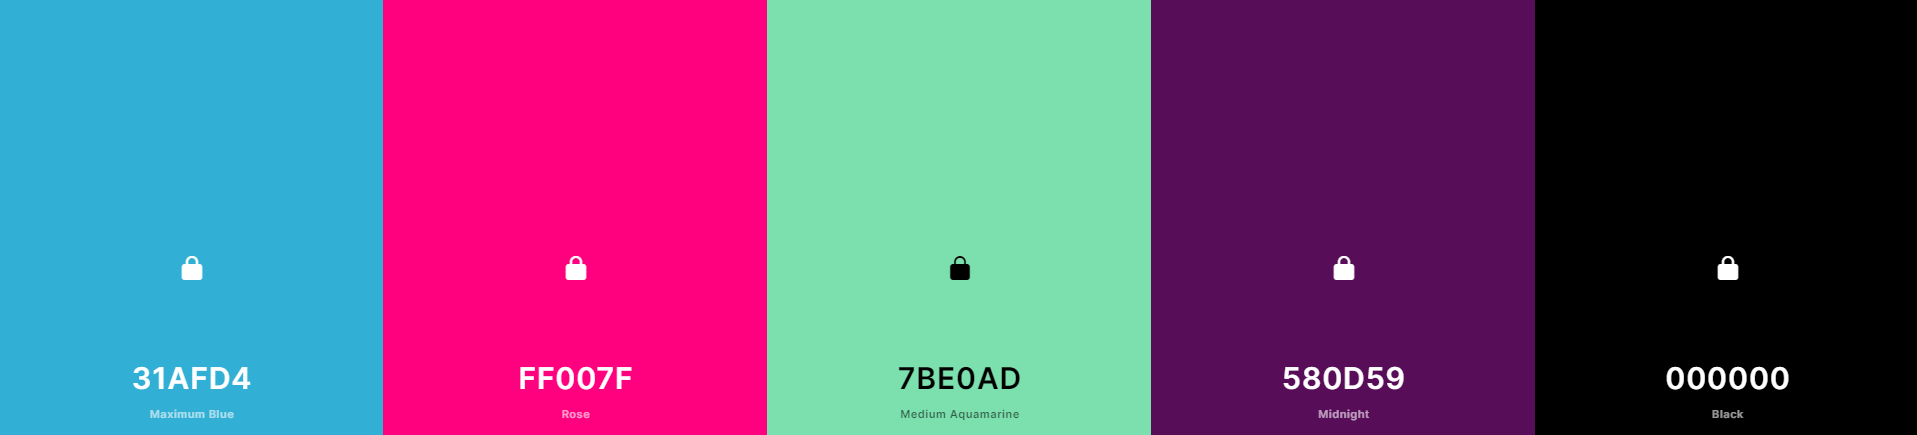 31AFD4
Maximum Blue
FF007F
Rose
7BE0AD
Medium Aquamarine
580D59
Midnight
000000
Black